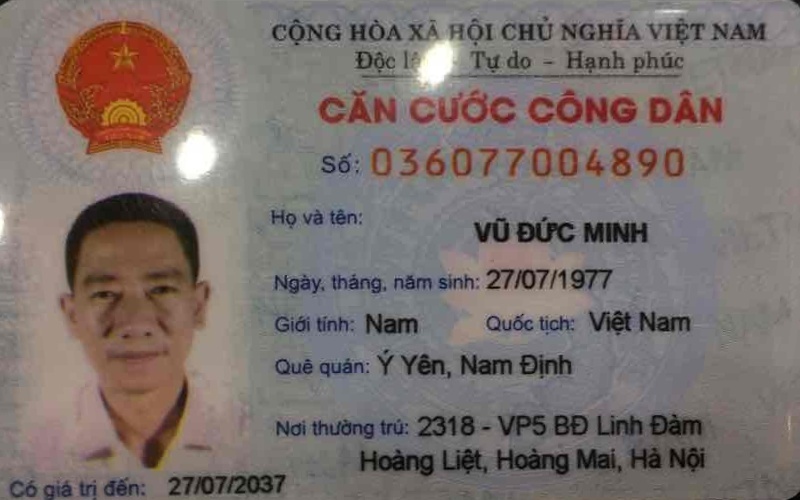 CỘNG HÒA XÃ HỘI CHỦ NGHĨA VIỆT NAM
Độc lập - Tự do - Hạnh phúc
CĂN CƯỚC CÔNG DÂN
Số: 036077004890
Họ và tên: VŨ ĐỨC MINH
Ngày, tháng, năm sinh: 27/07/1977
Giới tính: Nam Quốc tịch: Việt Nam
Quê quán: Ý Yên, Nam Định
Nơi thường trú: 2318 - VP5 BĐ Linh Đàm
Hoàng Liệt, Hoàng Mai, Hà Nội
Có giá trị đến: 27/07/2037